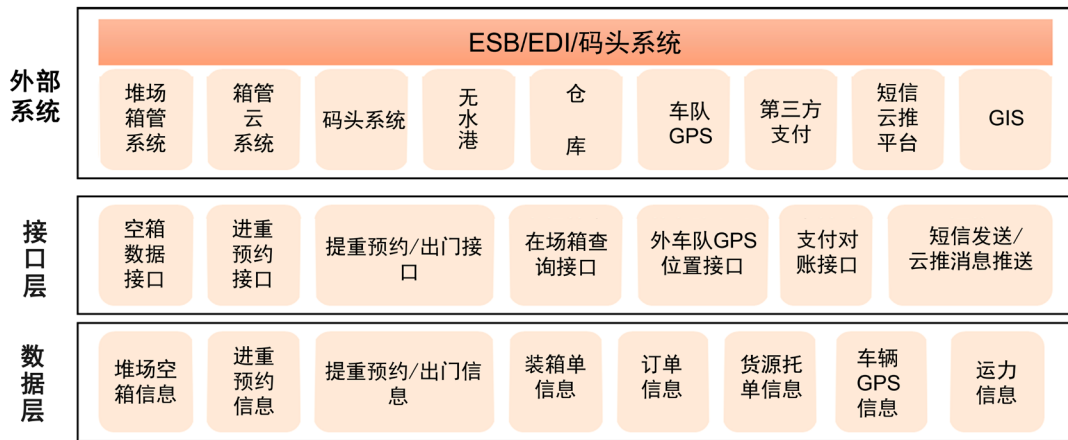 ESB/EDI/码头系统
外部
系统
堆场
箱管
系统
箱管
云
系统
码头系统
无
水
港
仓
库
车队
GPS
第三方
支付
短信
云推
平台
GIS
接
口
层
空箱
数据
接口
进重
预约
接口
提重预约/出门接
口
在场箱查
询接口
外车队GPS
位置接口
支付对
账接口
短信发送/
云推消息推送
数
据
层
堆场空
箱信息
进重
预约
信息
提重预约/出门信
息
装箱单
信息
订单
信息
货源托
单信息
车辆
GPS
信息
运力
信息